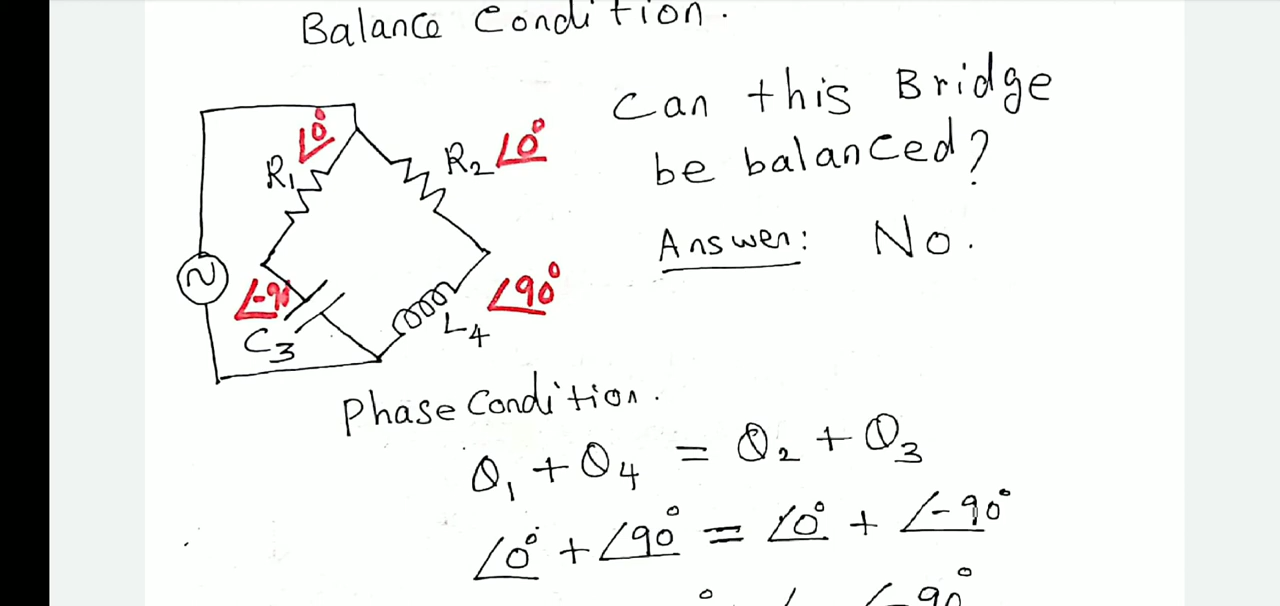 Balance Condition.
Can this Bridge
be balanced?
Answer: No.
R₁ ∠0°
R₂ ∠0°
∠-90
C₃
∠90°
L₄
Phase Condition.
θ₁ + θ₄ = θ₂ + θ₃
∠0° + ∠90° = ∠0° + ∠-90°
∠-90°